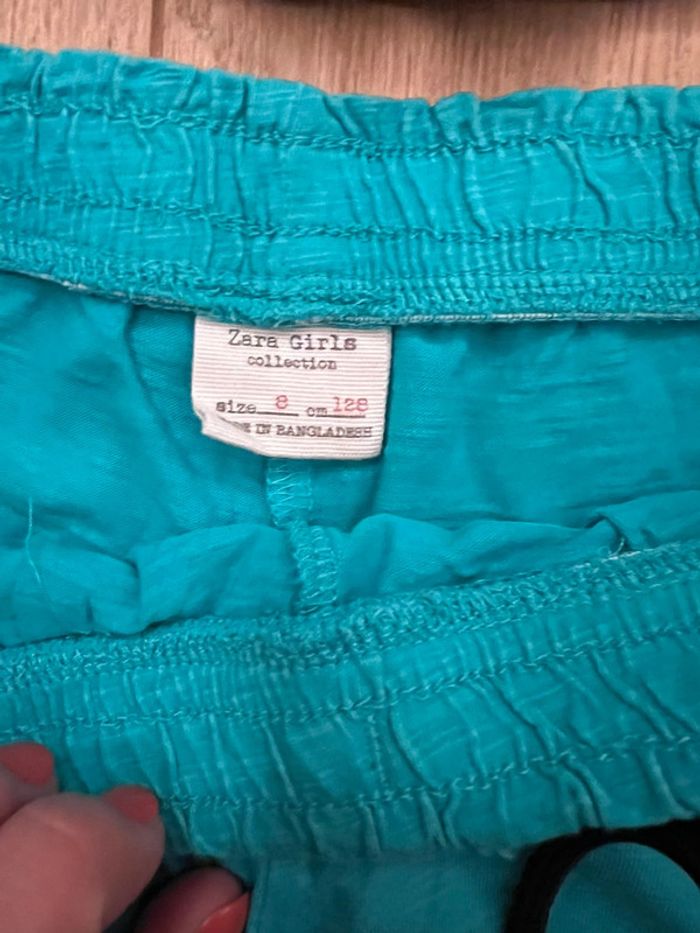 Zara Girls
collection
size 8 cm 128
IN BANGLADESH